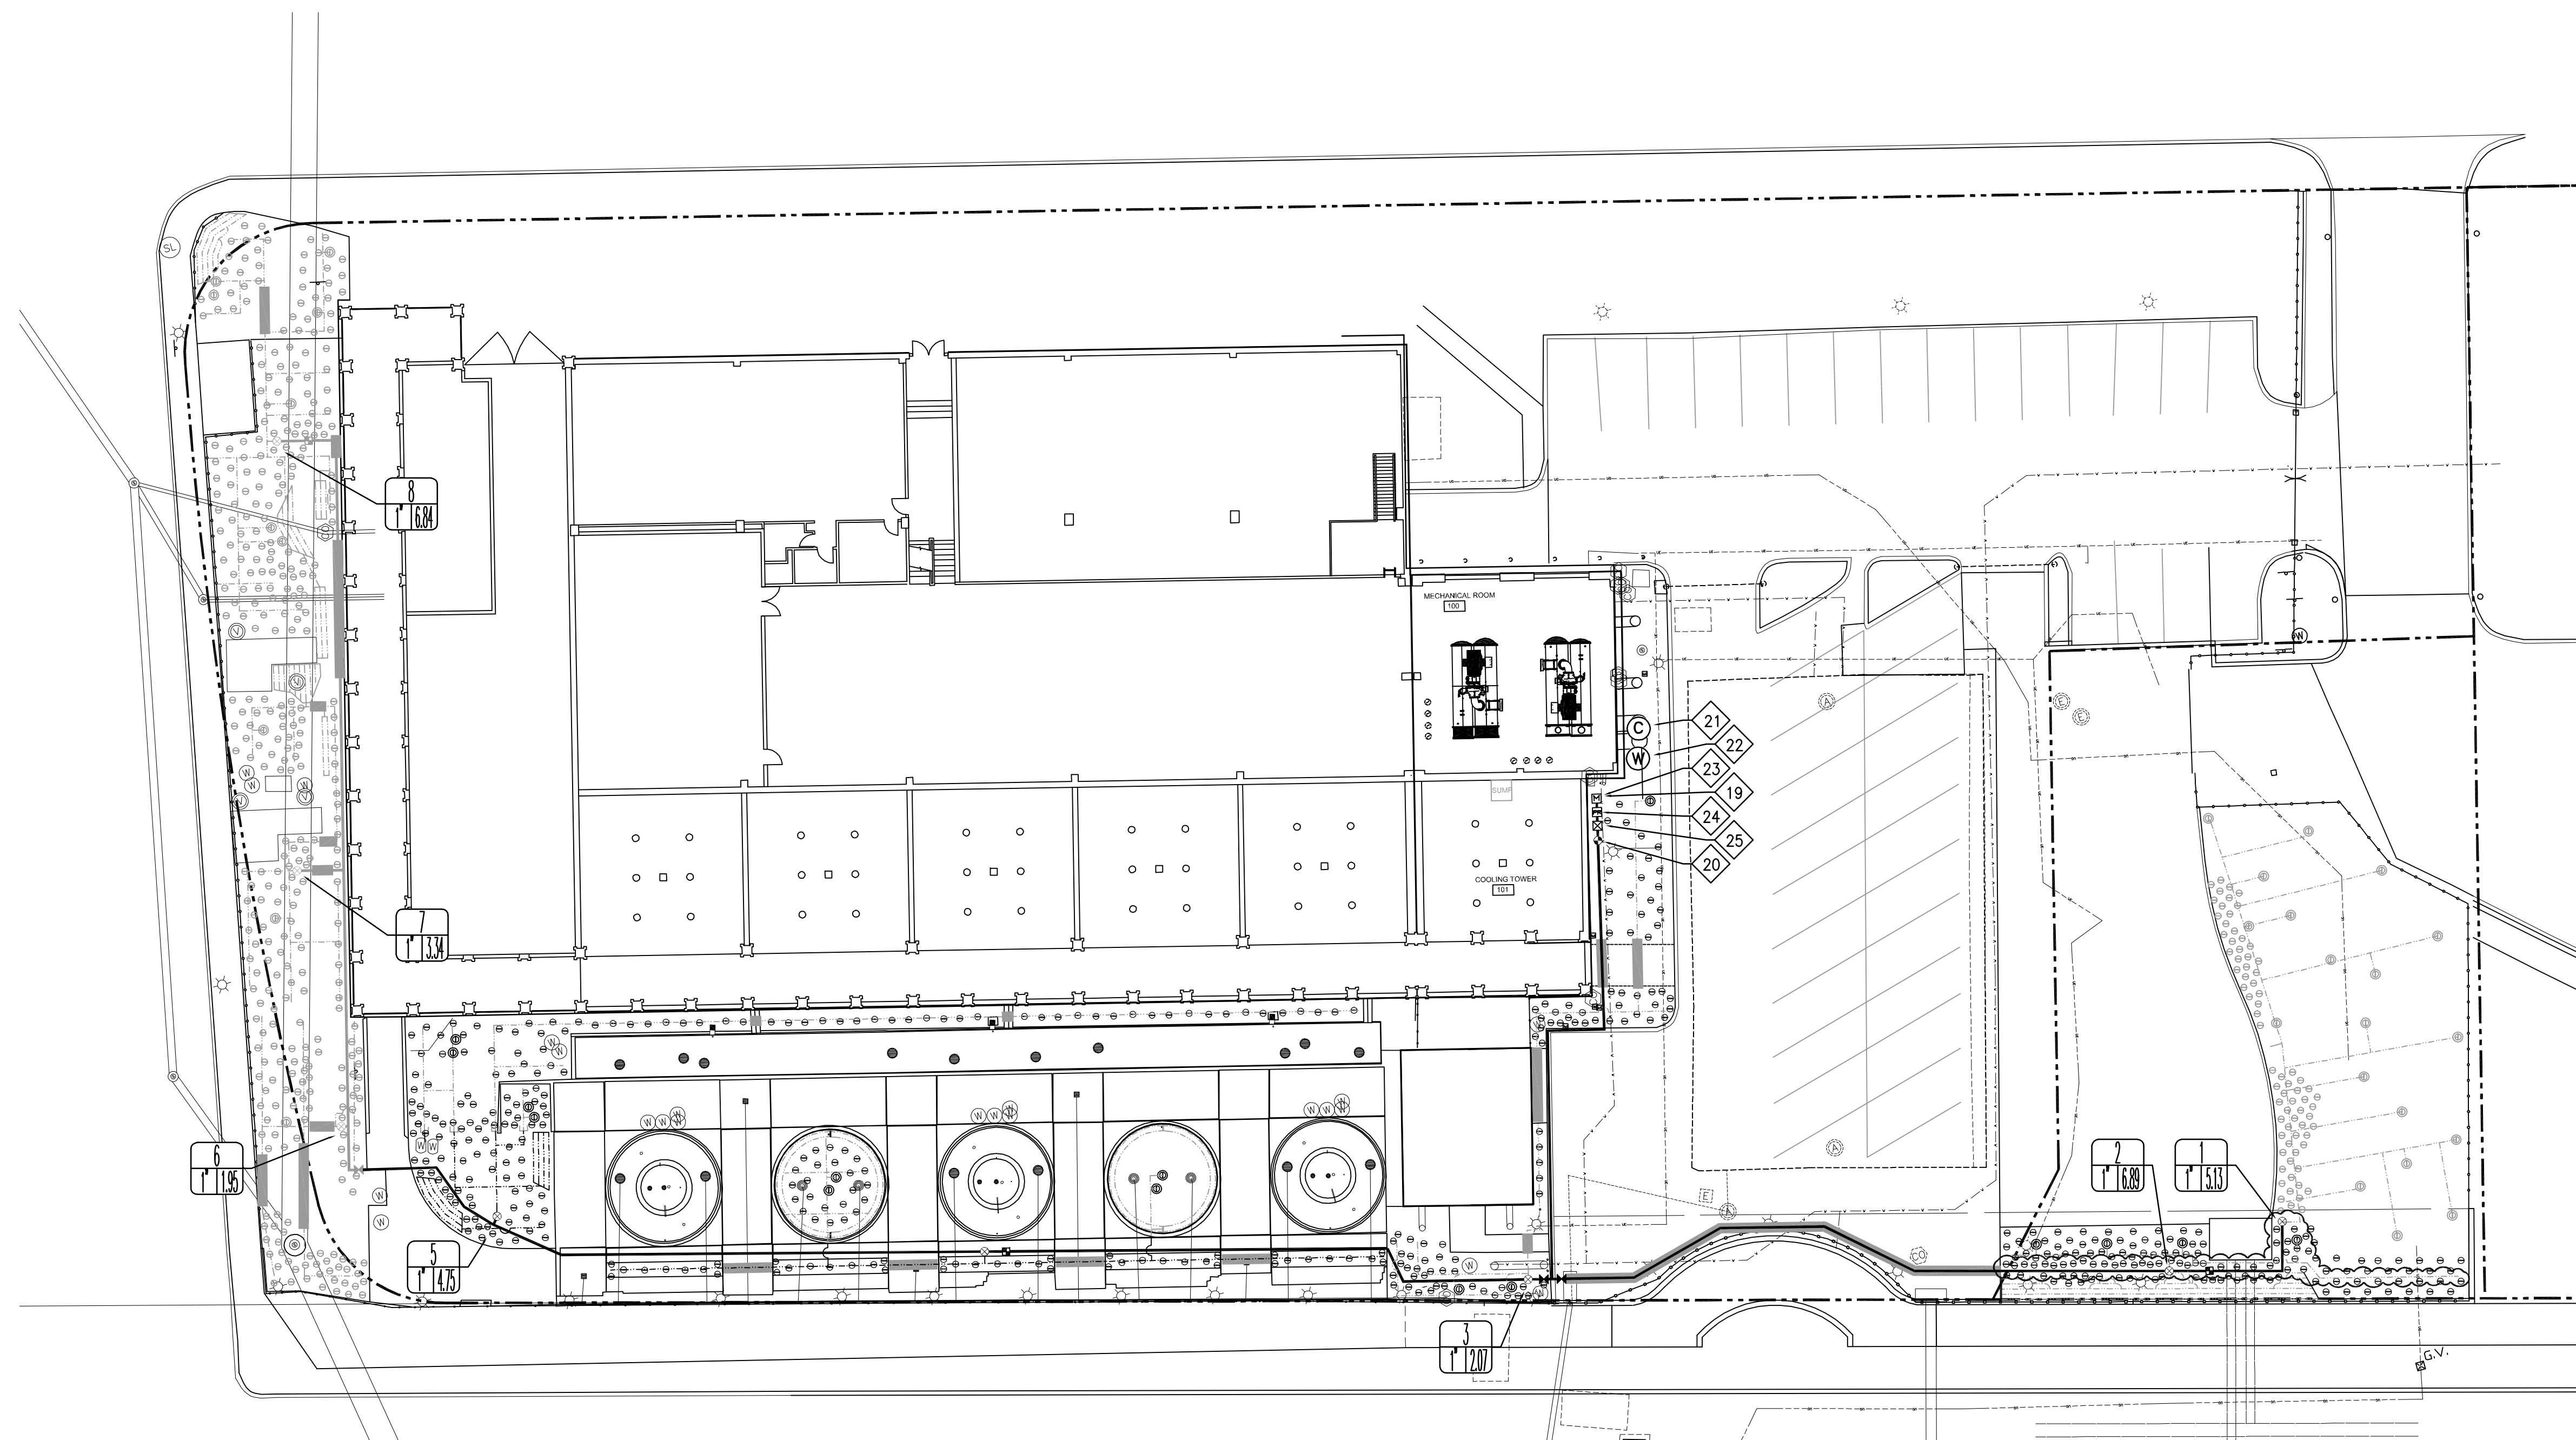 SL
8
1" 6.84
MECHANICAL ROOM
100
C
21
W
22
23
19
24
25
20
SUMP
COOLING TOWER
101
7
1" 3.34
V
V
W
W
W
V
V
A
E
E
W
W
W
6
1" 1.95
5
1" 4.75
W
W
W
W
W W W
W
W W W
W
W W W
W
W
W
A
E
A
CO
2
1" 6.89
1
1" 5.13
3
1" 2.07
G.V.